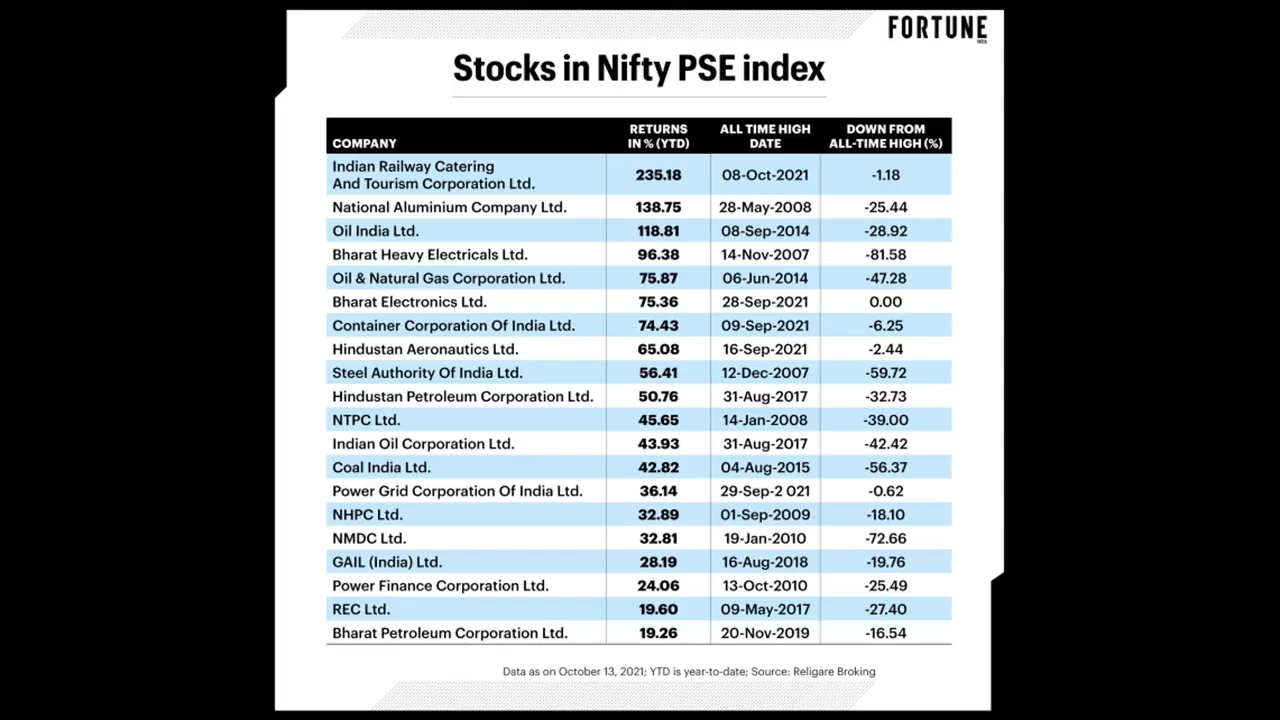 FORTUNE
INDIA
Stocks in Nifty PSE index
COMPANY RETURNS IN % (YTD) ALL TIME HIGH DATE DOWN FROM ALL-TIME HIGH (%)
Indian Railway Catering
And Tourism Corporation Ltd. 235.18 08-Oct-2021 -1.18
National Aluminium Company Ltd. 138.75 28-May-2008 -25.44
Oil India Ltd. 118.81 08-Sep-2014 -28.92
Bharat Heavy Electricals Ltd. 96.38 14-Nov-2007 -81.58
Oil & Natural Gas Corporation Ltd. 75.87 06-Jun-2014 -47.28
Bharat Electronics Ltd. 75.36 28-Sep-2021 0.00
Container Corporation Of India Ltd. 74.43 09-Sep-2021 -6.25
Hindustan Aeronautics Ltd. 65.08 16-Sep-2021 -2.44
Steel Authority Of India Ltd. 56.41 12-Dec-2007 -59.72
Hindustan Petroleum Corporation Ltd. 50.76 31-Aug-2017 -32.73
NTPC Ltd. 45.65 14-Jan-2008 -39.00
Indian Oil Corporation Ltd. 43.93 31-Aug-2017 -42.42
Coal India Ltd. 42.82 04-Aug-2015 -56.37
Power Grid Corporation Of India Ltd. 36.14 29-Sep-2 021 -0.62
NHPC Ltd. 32.89 01-Sep-2009 -18.10
NMDC Ltd. 32.81 19-Jan-2010 -72.66
GAIL (India) Ltd. 28.19 16-Aug-2018 -19.76
Power Finance Corporation Ltd. 24.06 13-Oct-2010 -25.49
REC Ltd. 19.60 09-May-2017 -27.40
Bharat Petroleum Corporation Ltd. 19.26 20-Nov-2019 -16.54
Data as on October 13, 2021; YTD is year-to-date; Source: Religare Broking